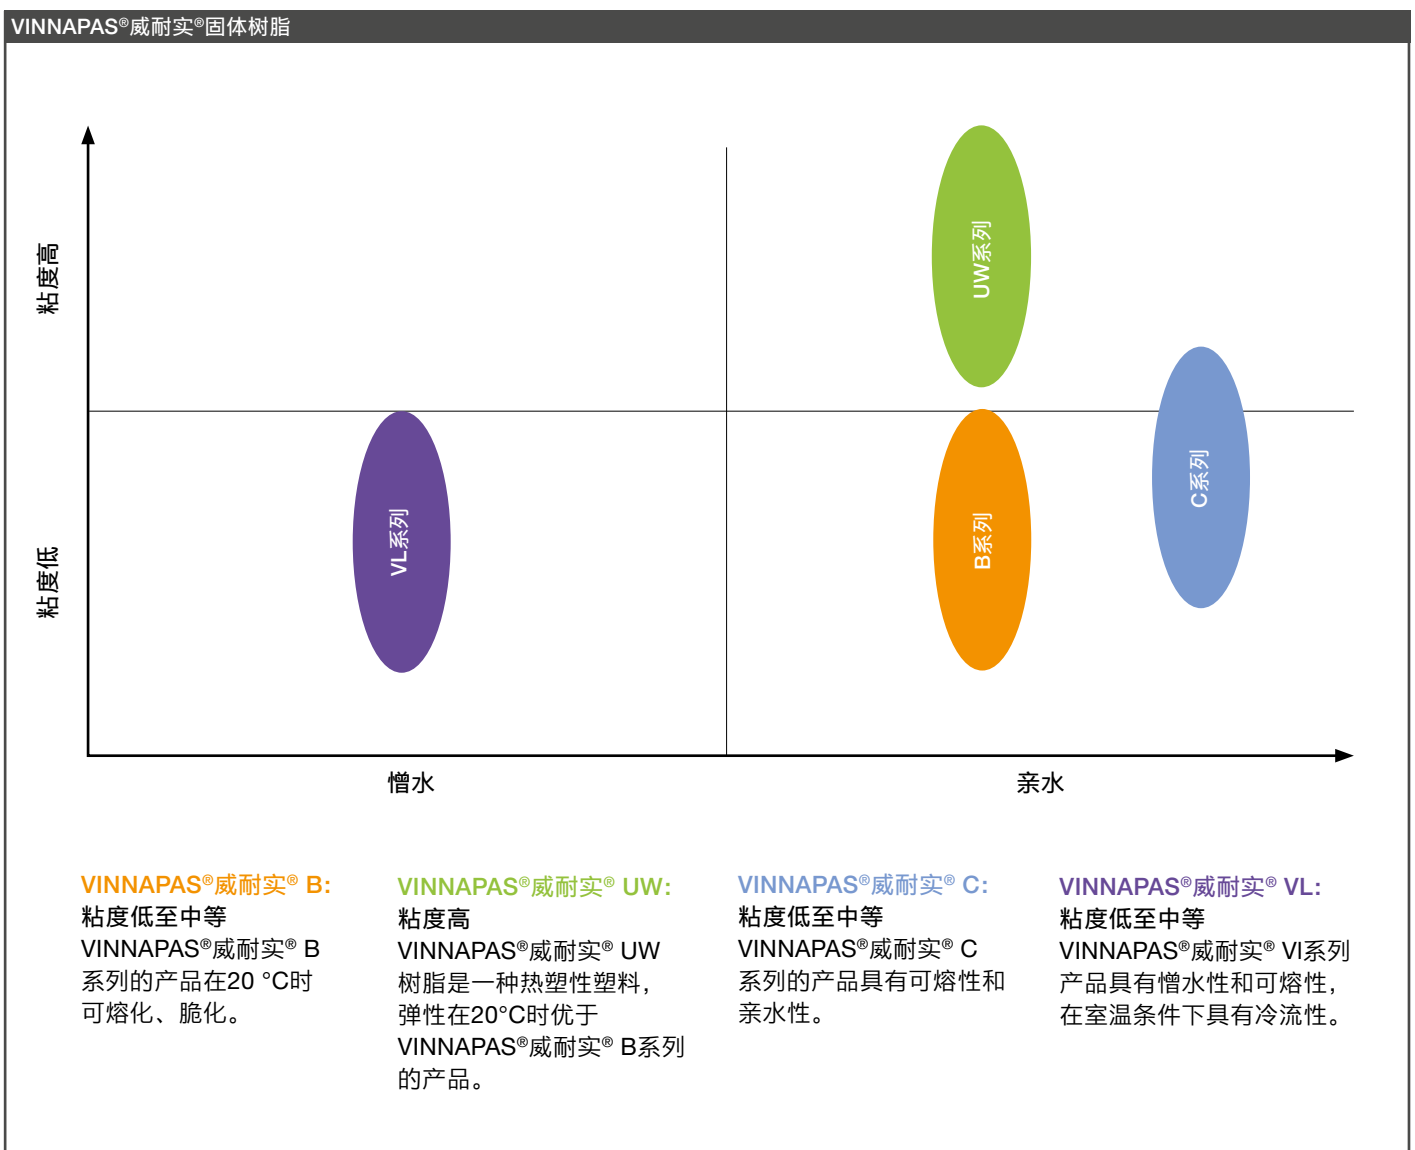 VINNAPAS®威耐实®固体树脂
粘度高
粘度低
UW系列
C系列
VL系列
B系列
憎水
亲水
VINNAPAS®威耐实® B:
粘度低至中等
VINNAPAS®威耐实® B
系列的产品在20 °C时
可熔化、脆化。
VINNAPAS®威耐实® UW:
粘度高
VINNAPAS®威耐实® UW
树脂是一种热塑性塑料，
弹性在20°C时优于
VINNAPAS®威耐实® B系列
的产品。
VINNAPAS®威耐实® C:
粘度低至中等
VINNAPAS®威耐实® C
系列的产品具有可熔性和
亲水性。
VINNAPAS®威耐实® VL:
粘度低至中等
VINNAPAS®威耐实® Vl系列
产品具有憎水性和可熔性，
在室温条件下具有冷流性。